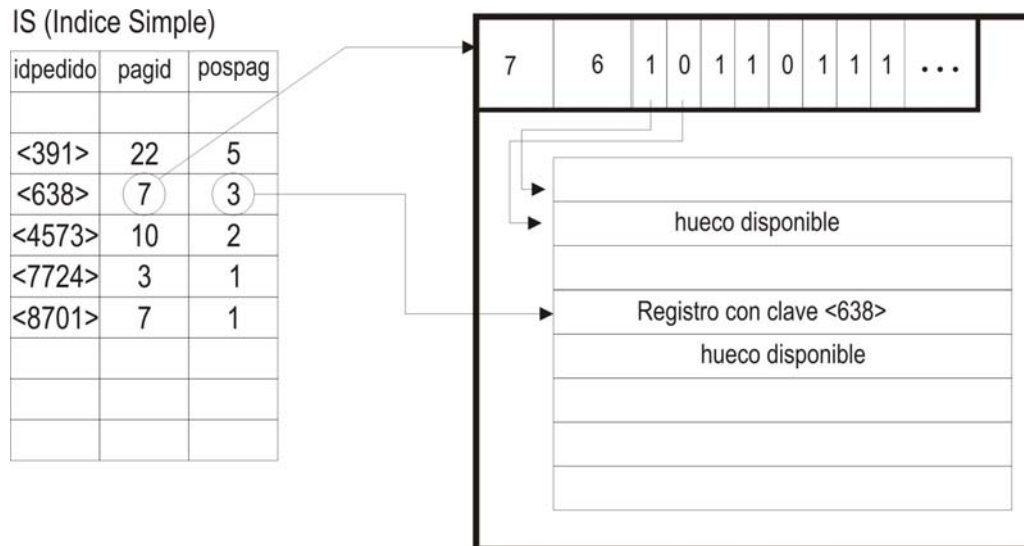 IS (Indice Simple)
idpedido pagid pospag
<391> 22 5
<638> 7 3
<4573> 10 2
<7724> 3 1
<8701> 7 1
7 6 1 0 1 1 0 1 1 1 ...
hueco disponible
Registro con clave <638>
hueco disponible